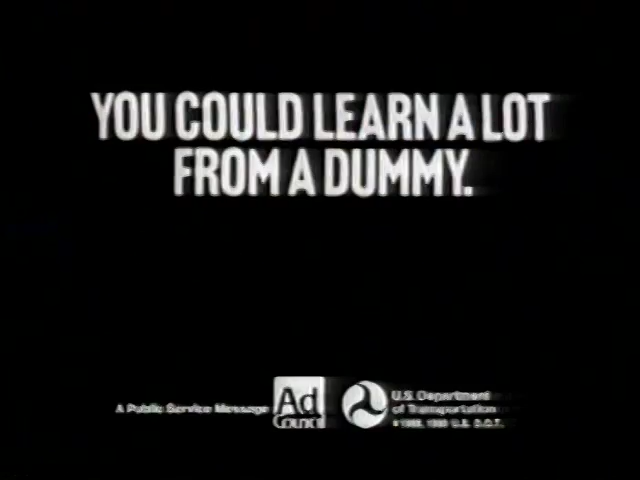 YOU COULD LEARN A LOT
FROM A DUMMY.
A Public Service Message
Ad
Council
U.S. Department
of Transportation
U.S. D.O.T.